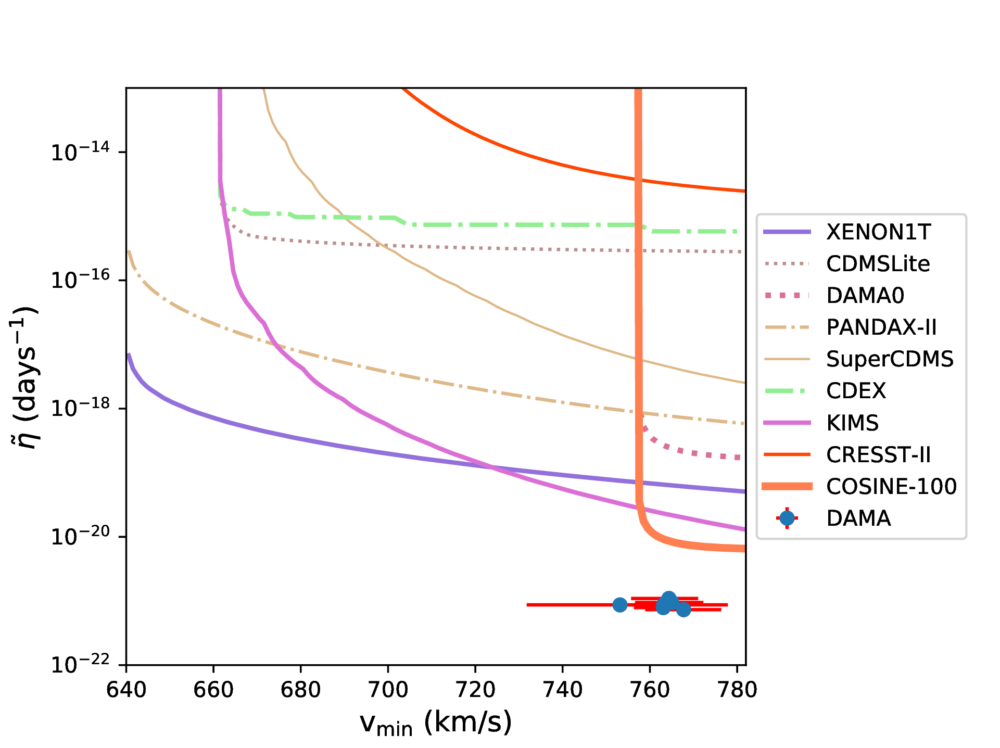 10⁻¹⁴
10⁻¹⁶
10⁻¹⁸
10⁻²⁰
10⁻²²
η̃ (days⁻¹)
640 660 680 700 720 740 760 780
v_min (km/s)
XENON1T
CDMSLite
DAMA0
PANDAX-II
SuperCDMS
CDEX
KIMS
CRESST-II
COSINE-100
DAMA